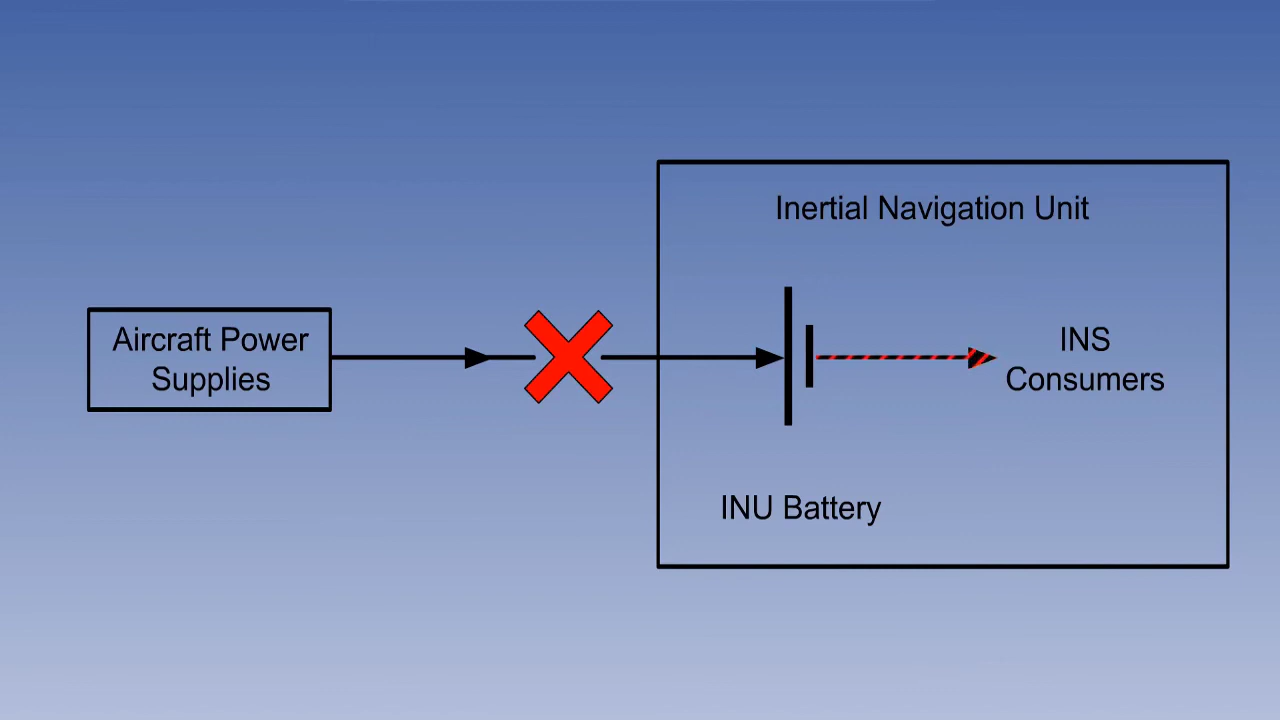 Inertial Navigation Unit
Aircraft Power
Supplies
INS
Consumers
INU Battery